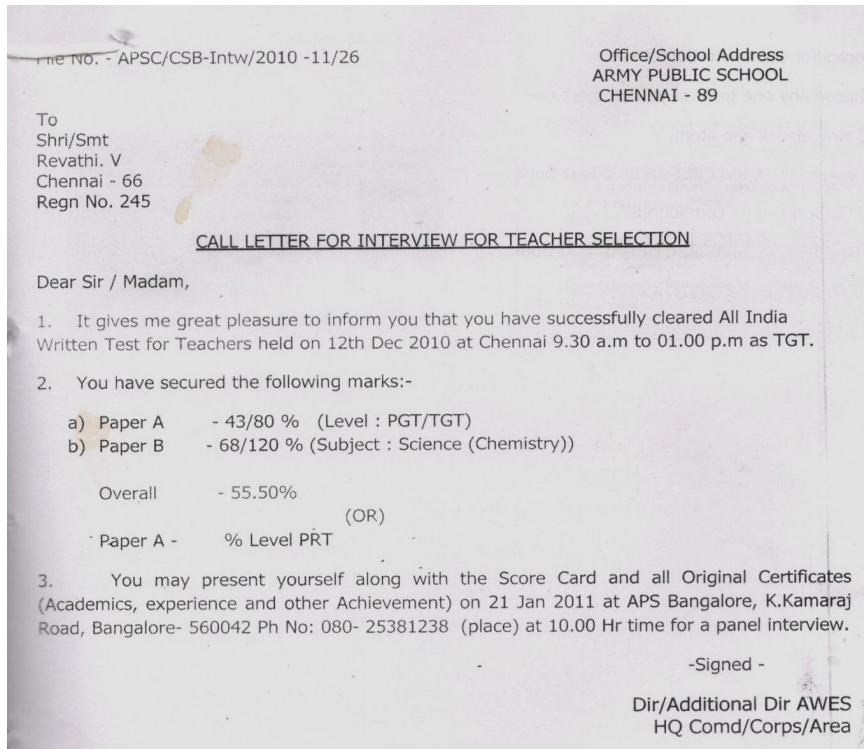 File No. - APSC/CSB-Intw/2010 -11/26
Office/School Address
ARMY PUBLIC SCHOOL
CHENNAI - 89
To
Shri/Smt
Revathi. V
Chennai - 66
Regn No. 245
CALL LETTER FOR INTERVIEW FOR TEACHER SELECTION
Dear Sir / Madam,
1. It gives me great pleasure to inform you that you have successfully cleared All India
Written Test for Teachers held on 12th Dec 2010 at Chennai 9.30 a.m to 01.00 p.m as TGT.
2. You have secured the following marks:-
a) Paper A - 43/80 % (Level : PGT/TGT)
b) Paper B - 68/120 % (Subject : Science (Chemistry))
Overall - 55.50%
(OR)
Paper A - % Level PRT
3. You may present yourself along with the Score Card and all Original Certificates
(Academics, experience and other Achievement) on 21 Jan 2011 at APS Bangalore, K.Kamaraj
Road, Bangalore- 560042 Ph No: 080- 25381238 (place) at 10.00 Hr time for a panel interview.
-Signed -
Dir/Additional Dir AWES
HQ Comd/Corps/Area